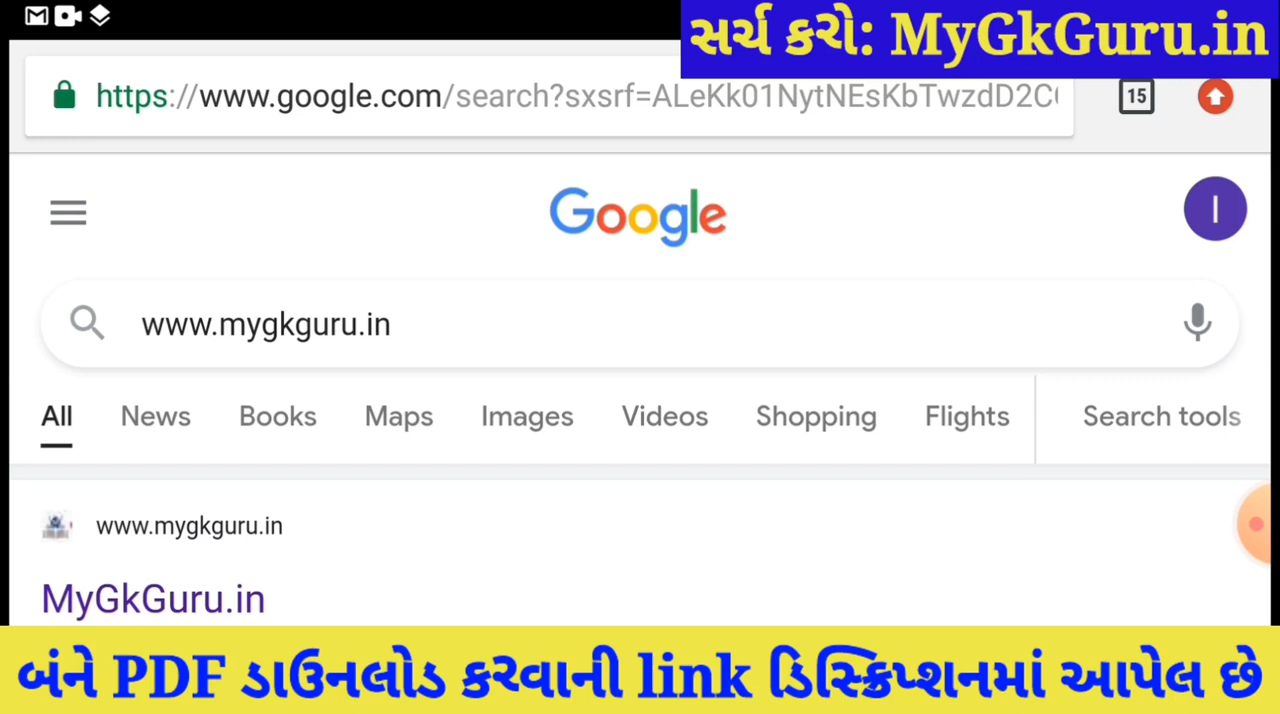 સર્ચ કરો: MyGkGuru.in
https://www.google.com/search?sxsrf=ALeKk01NytNEsKbTwzdD2C
15
Google
I
www.mygkguru.in
All News Books Maps Images Videos Shopping Flights Search tools
www.mygkguru.in
MyGkGuru.in
બંને PDF ડાઉનલોડ કરવાની link ડિસ્ક્રિપ્શનમાં આપેલ છે